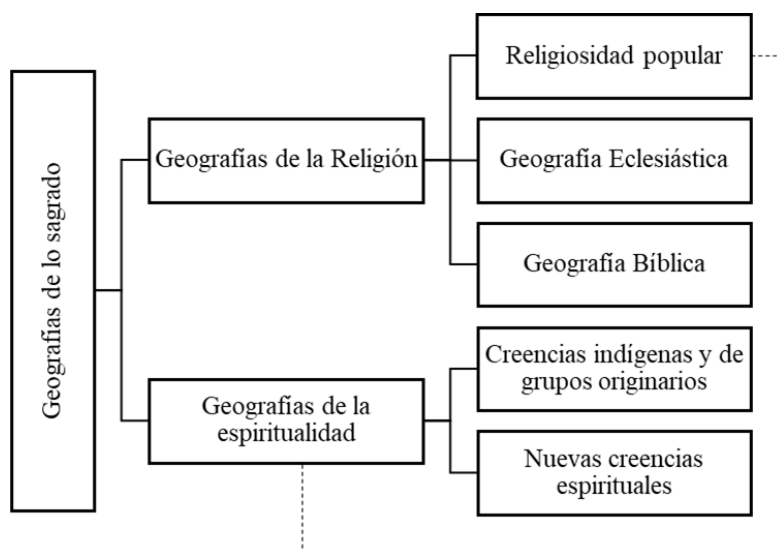 Geografías de lo sagrado
Geografías de la Religión
Religiosidad popular
Geografía Eclesiástica
Geografía Bíblica
Geografías de la
espiritualidad
Creencias indígenas y de
grupos originarios
Nuevas creencias
espirituales